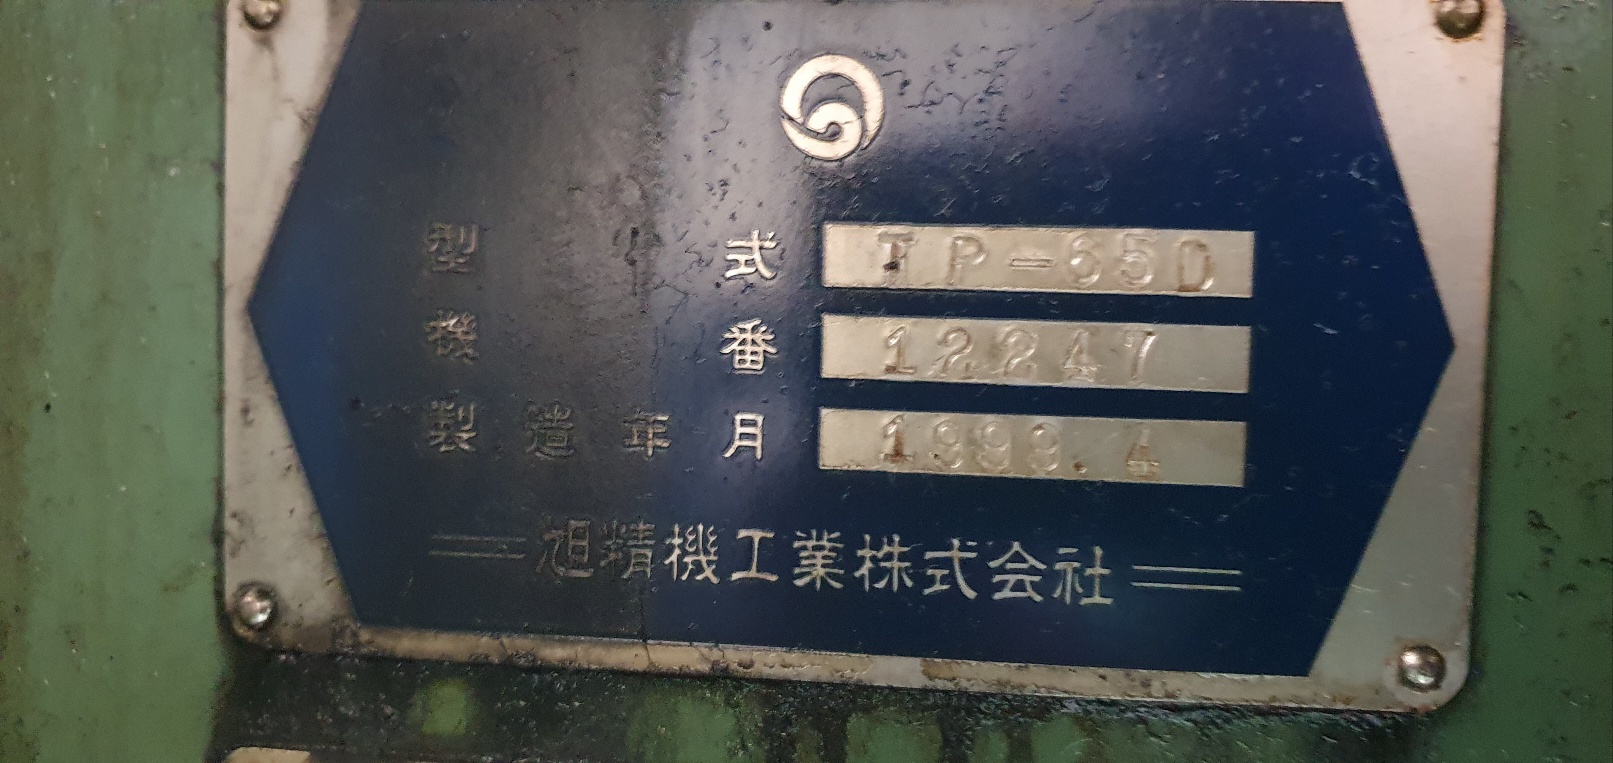 型式 TP-65D
機番 12247
製造年月 1999.4
旭精機工業株式会社